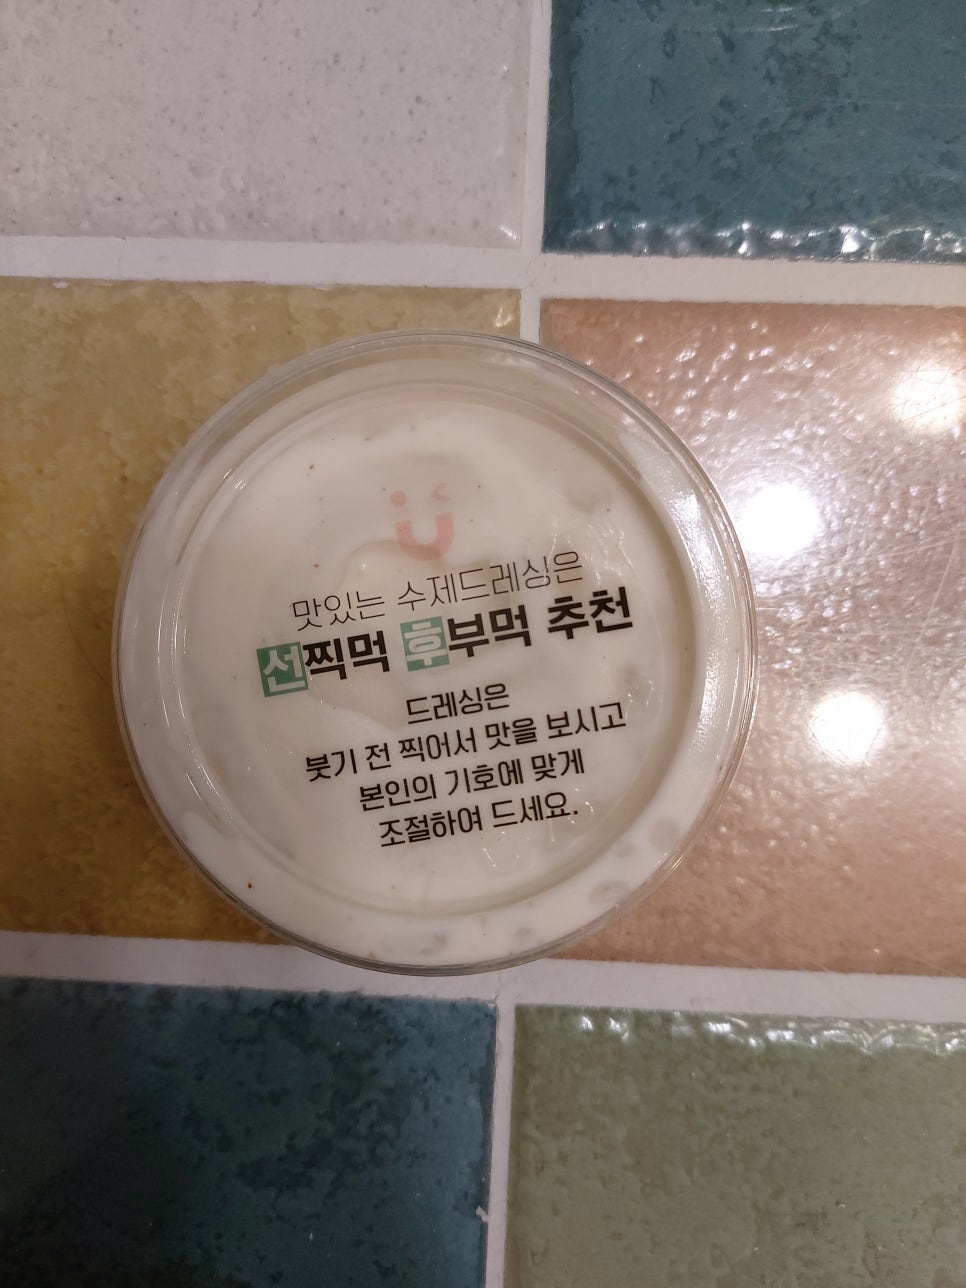 맛있는 수제드레싱은
선찍먹 후부먹 추천
드레싱은
붓기 전 찍어서 맛을 보시고
본인의 기호에 맞게
조절하여 드세요.